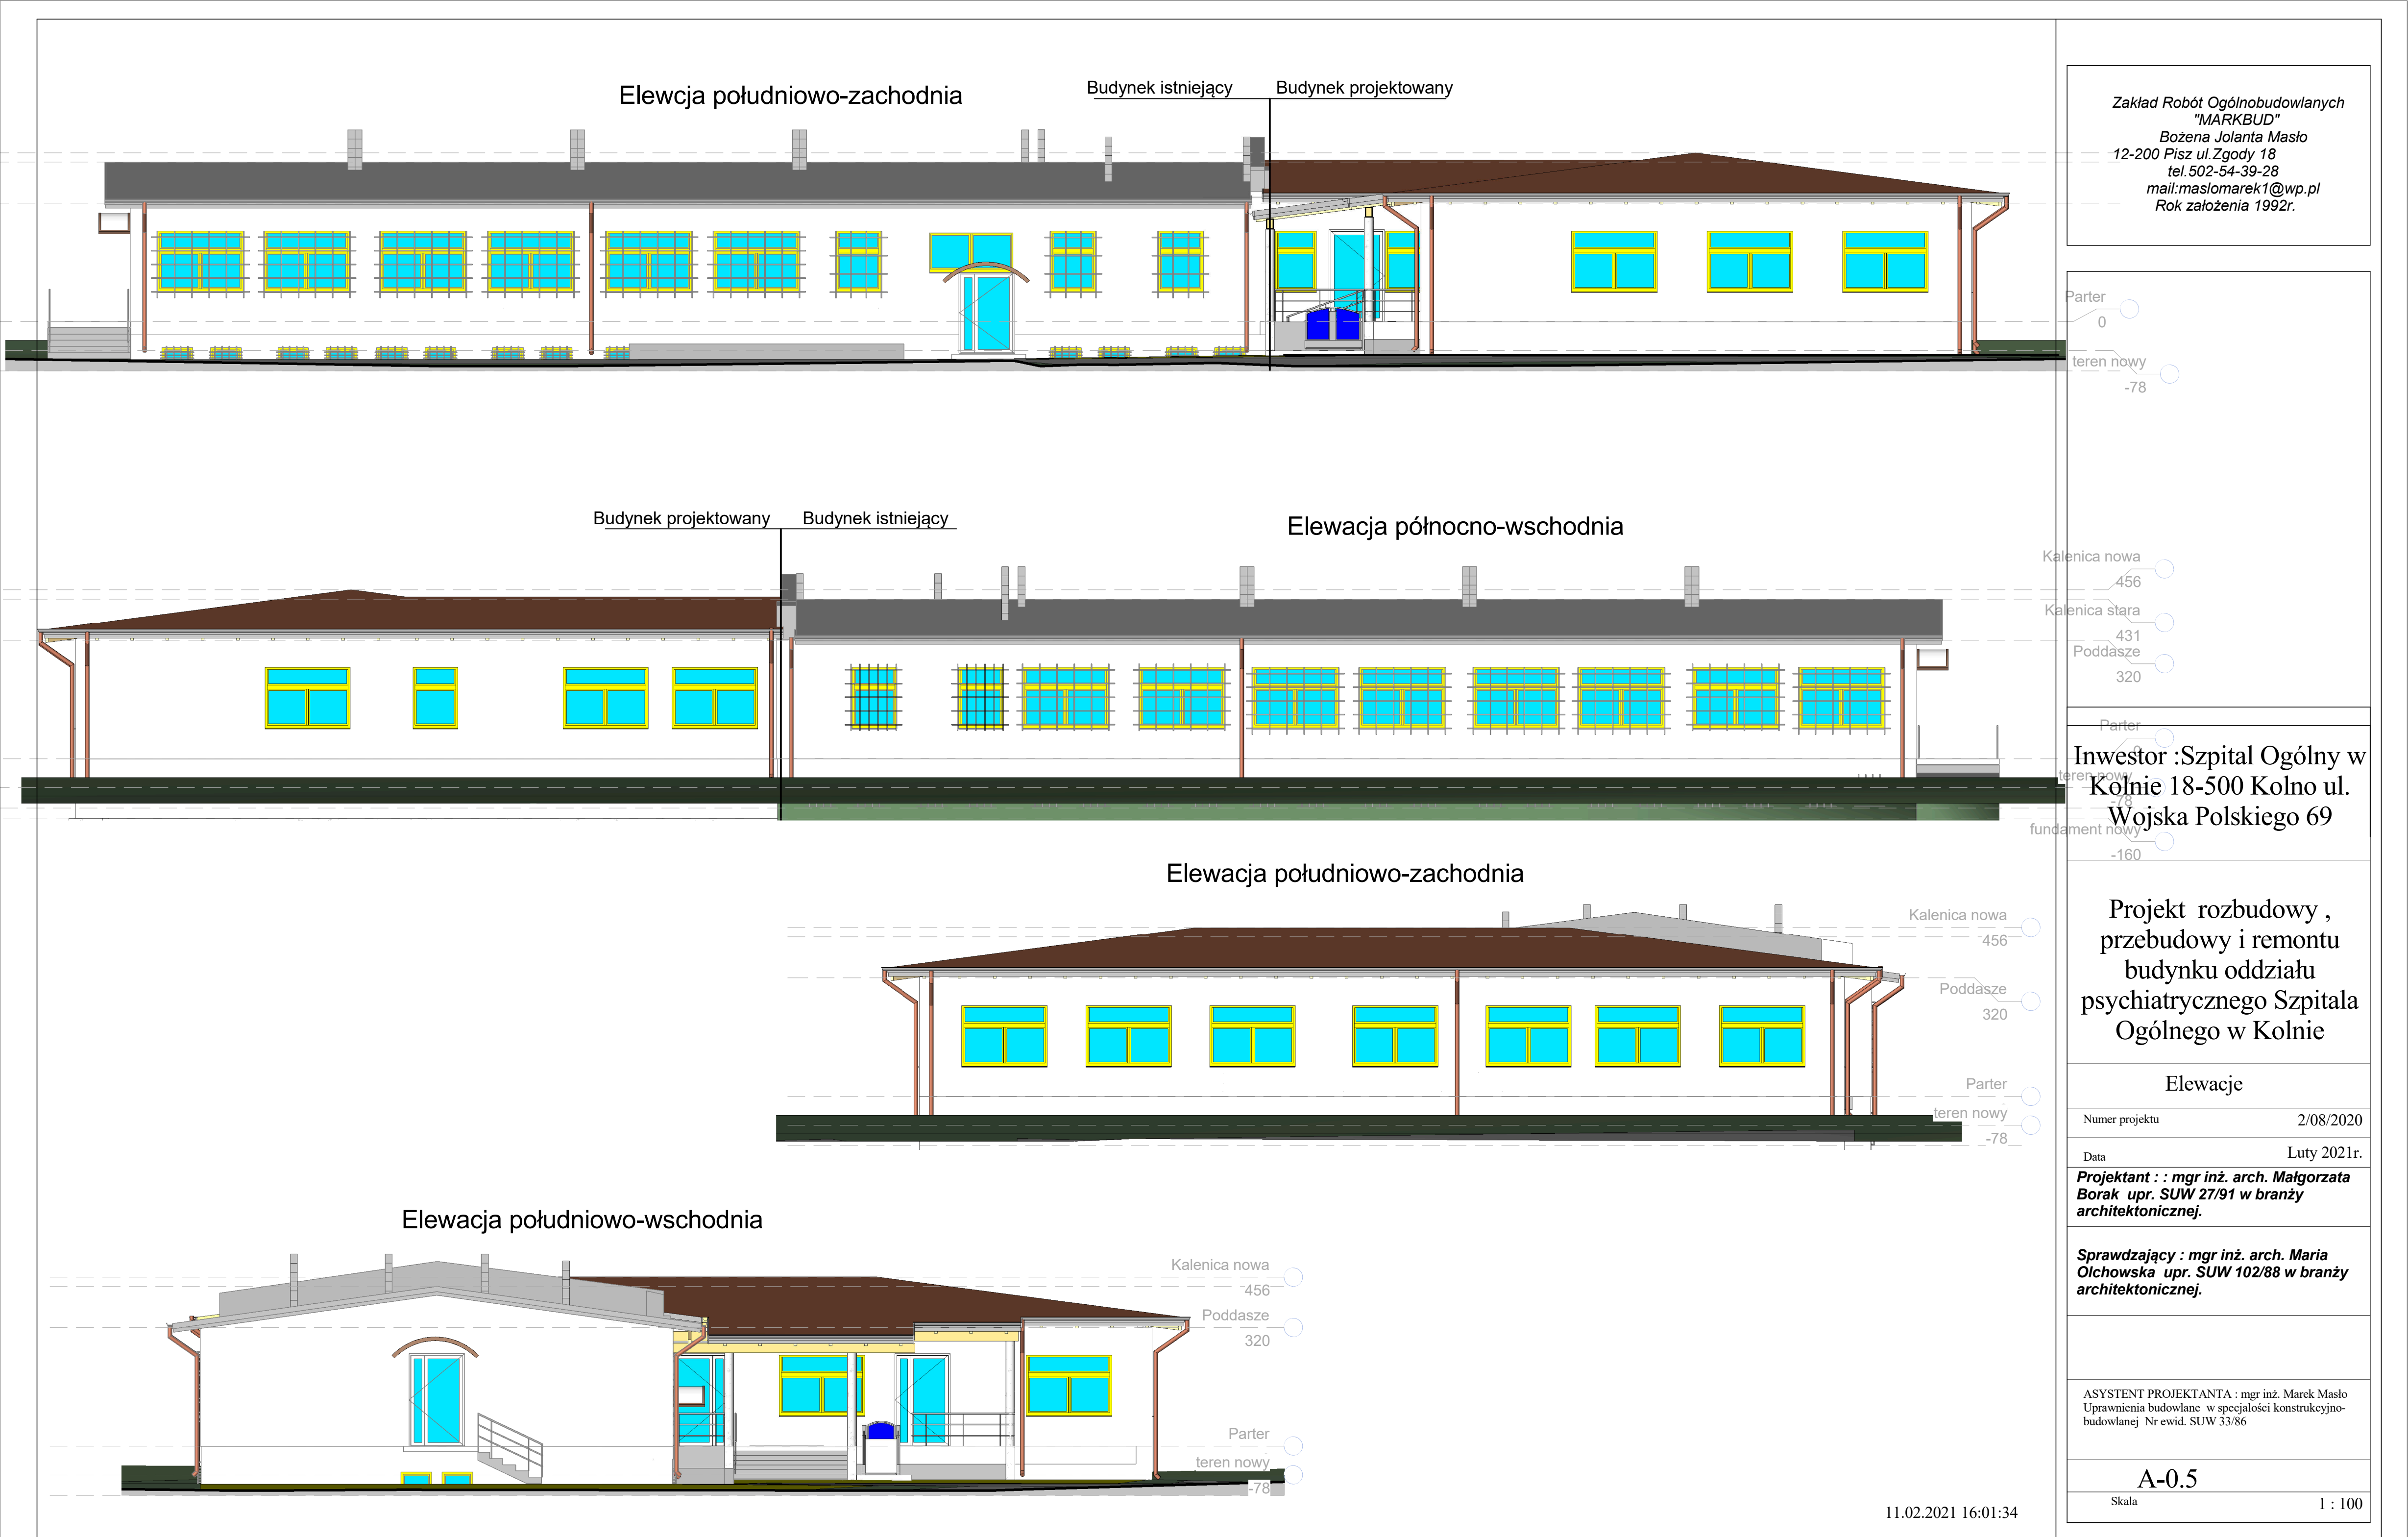 Elewcja południowo-zachodnia
Budynek istniejący
Budynek projektowany
Parter
0
teren nowy
-78
Budynek projektowany
Budynek istniejący
Elewacja północno-wschodnia
Kalenica nowa
456
Kalenica stara
431
Poddasze
320
Parter
0
teren nowy
-78
fundament nowy
-160
Elewacja południowo-zachodnia
Kalenica nowa
456
Poddasze
320
Parter
teren nowy
-78
Elewacja południowo-wschodnia
Kalenica nowa
456
Poddasze
320
Parter
teren nowy
-78
11.02.2021 16:01:34
Zakład Robót Ogólnobudowlanych
"MARKBUD"
Bożena Jolanta Masło
12-200 Pisz ul.Zgody 18
tel.502-54-39-28
mail:maslomarek1@wp.pl
Rok założenia 1992r.
Inwestor :Szpital Ogólny w
Kolnie 18-500 Kolno ul.
Wojska Polskiego 69
Projekt rozbudowy ,
przebudowy i remontu
budynku oddziału
psychiatrycznego Szpitala
Ogólnego w Kolnie
Elewacje
Numer projektu 2/08/2020
Data Luty 2021r.
Projektant : : mgr inż. arch. Małgorzata
Borak upr. SUW 27/91 w branży
architektonicznej.
Sprawdzający : mgr inż. arch. Maria
Olchowska upr. SUW 102/88 w branży
architektonicznej.
ASYSTENT PROJEKTANTA : mgr inż. Marek Masło
Uprawnienia budowlane w specjalości konstrukcyjno-
budowlanej Nr ewid. SUW 33/86
A-0.5
Skala 1 : 100